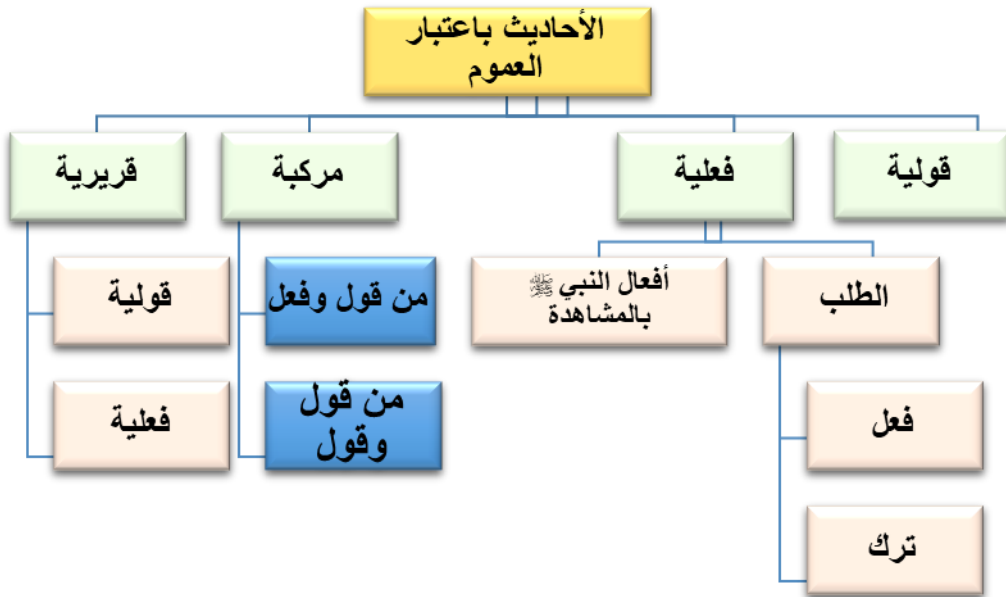 الأحاديث باعتبار
العموم
قولية
فعلية
مركبة
قريرية
الطلب
أفعال النبي ﷺ
بالمشاهدة
من قول وفعل
قولية
فعل
من قول
وقول
فعلية
ترك